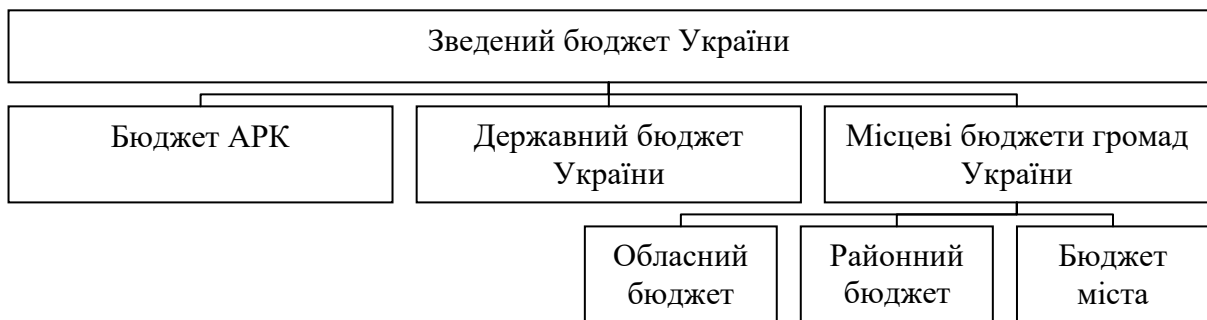 Зведений бюджет України
Бюджет АРК
Державний бюджет
України
Місцеві бюджети громад
України
Обласний
бюджет
Районний
бюджет
Бюджет
міста